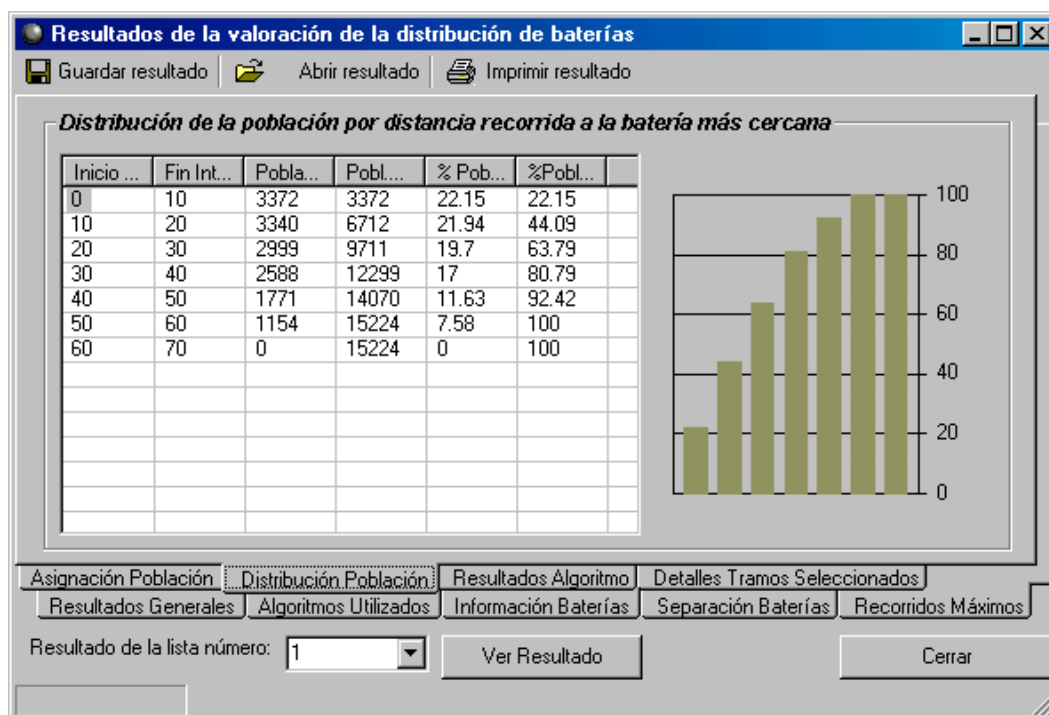 Resultados de la valoración de la distribución de baterías
Guardar resultado Abrir resultado Imprimir resultado
Distribución de la población por distancia recorrida a la batería más cercana
Inicio ... Fin Int... Pobla... Pobl.... % Pob... %Pobl...
0 10 3372 3372 22.15 22.15
10 20 3340 6712 21.94 44.09
20 30 2999 9711 19.7 63.79
30 40 2588 12299 17 80.79
40 50 1771 14070 11.63 92.42
50 60 1154 15224 7.58 100
60 70 0 15224 0 100
100
80
60
40
20
0
Asignación Población Distribución Población Resultados Algoritmo Detalles Tramos Seleccionados
Resultados Generales Algoritmos Utilizados Información Baterías Separación Baterías Recorridos Máximos
Resultado de la lista número: 1 Ver Resultado Cerrar